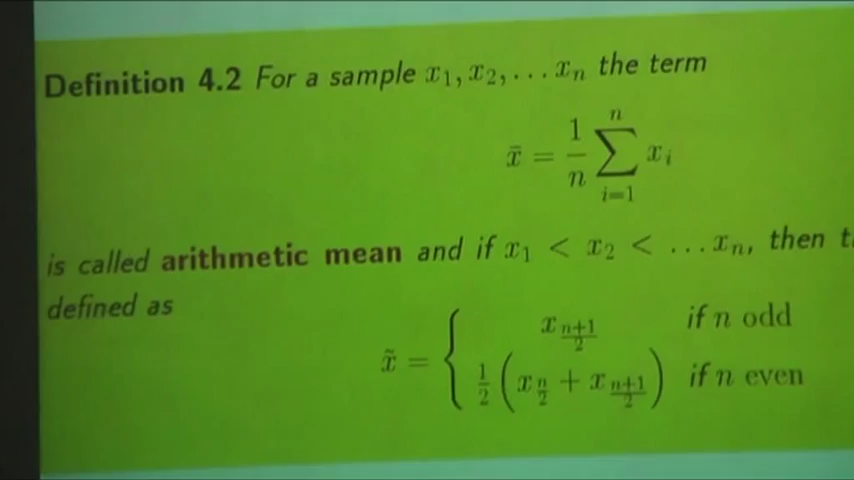 Definition 4.2 For a sample x₁, x₂, . . . xₙ the term
x̄ = 1/n ∑_{i=1}^{n} xᵢ
is called arithmetic mean and if x₁ < x₂ < . . . xₙ, then
defined as
x̃ = { x_{(n+1)/2} if n odd
1/2 ( x_{n/2} + x_{(n+1)/2} ) if n even